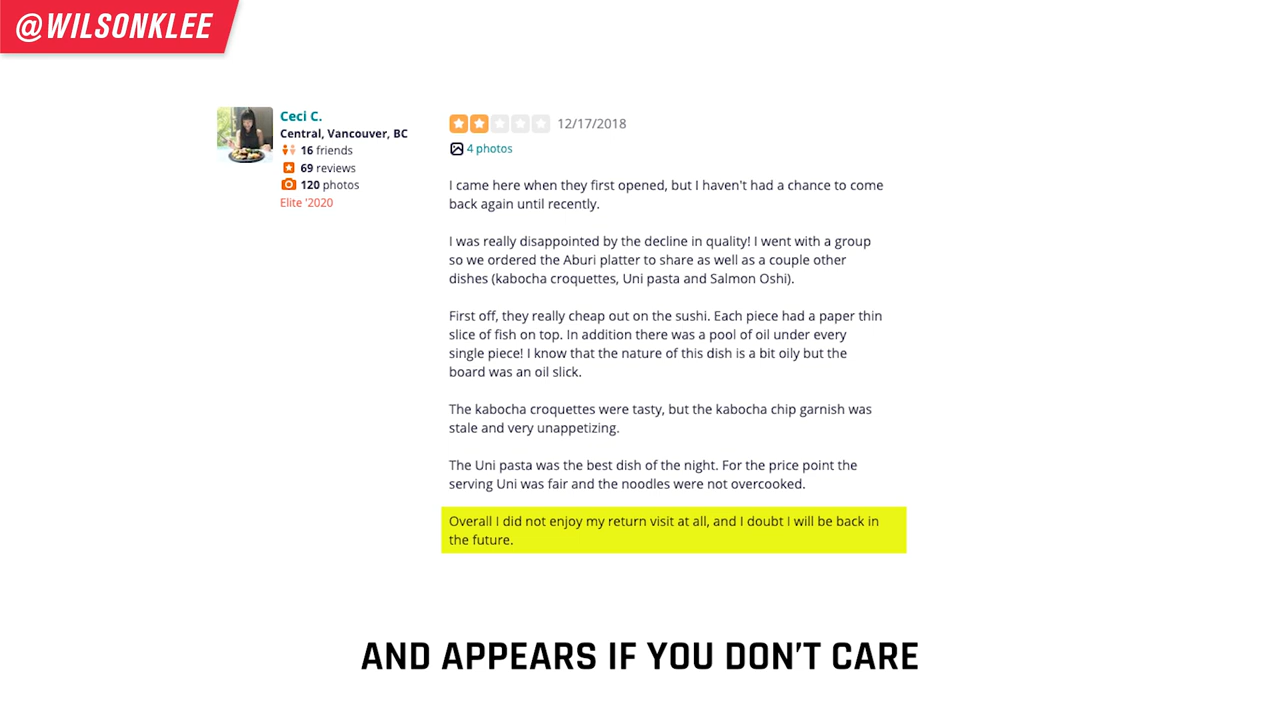 @WILSONKLEE
Ceci C.
Central, Vancouver, BC
16 friends
69 reviews
120 photos
Elite '2020
12/17/2018
4 photos
I came here when they first opened, but I haven't had a chance to come
back again until recently.
I was really disappointed by the decline in quality! I went with a group
so we ordered the Aburi platter to share as well as a couple other
dishes (kabocha croquettes, Uni pasta and Salmon Oshi).
First off, they really cheap out on the sushi. Each piece had a paper thin
slice of fish on top. In addition there was a pool of oil under every
single piece! I know that the nature of this dish is a bit oily but the
board was an oil slick.
The kabocha croquettes were tasty, but the kabocha chip garnish was
stale and very unappetizing.
The Uni pasta was the best dish of the night. For the price point the
serving Uni was fair and the noodles were not overcooked.
Overall I did not enjoy my return visit at all, and I doubt I will be back in
the future.
AND APPEARS IF YOU DON'T CARE